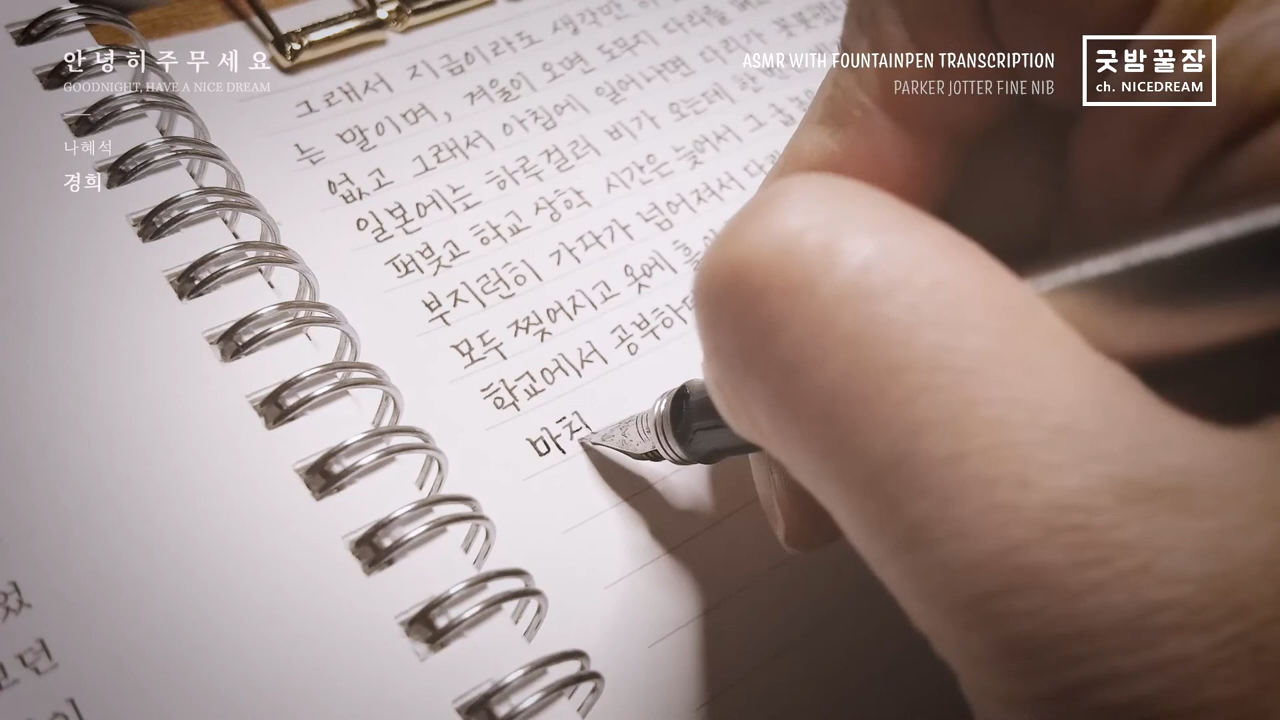 안녕히주무세요
GOODNIGHT, HAVE A NICE DREAM
나혜석
경희
ASMR WITH FOUNTAINPEN TRANSCRIPTION
PARKER JOTTER FINE NIB
굿밤꿀잠
ch. NICEDREAM
그래서 지금이라도 생각만
는 말이며, 겨울이 오면 도무지 다리를
없고 그래서 아침에 일어나면 다리가
일본에는 하루걸러 비가 오는데
퍼붓고 학교 상학 시간은 늦어서 그
부지런히 가다가 넘어져서
모두 찢어지고 옷에
학교에서 공부하
마침
었